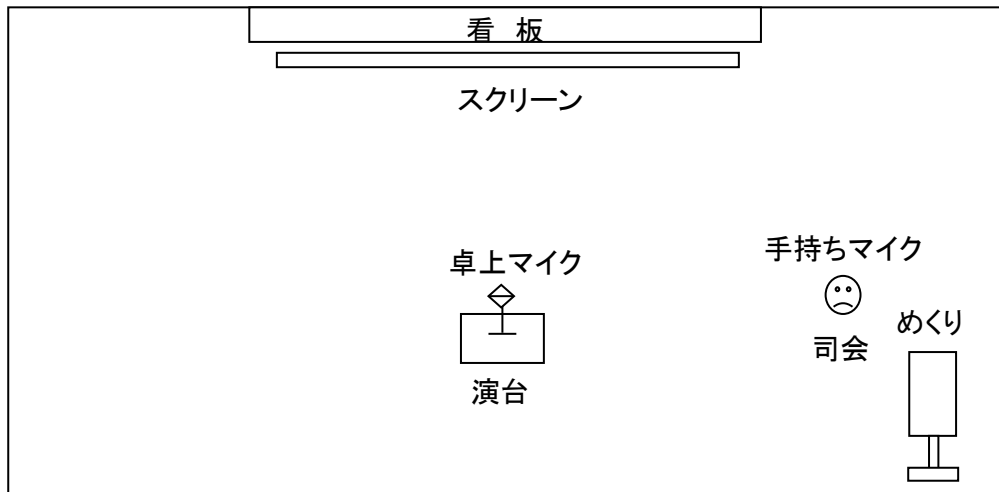 看 板
スクリーン
卓上マイク
手持ちマイク
めくり
司会
演台